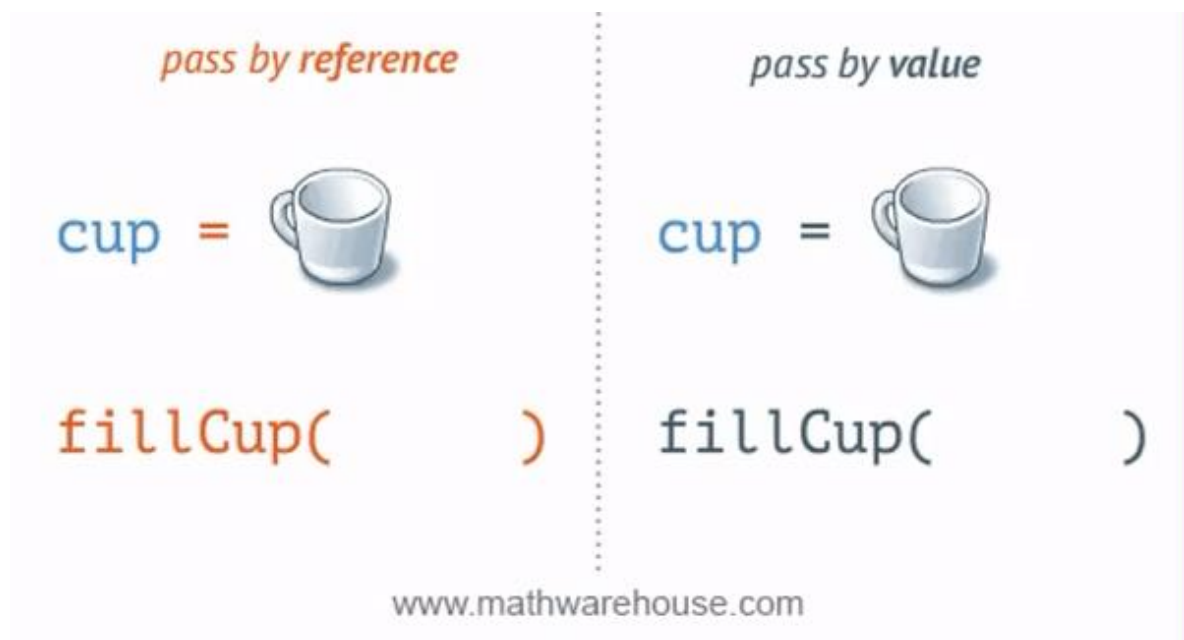 pass by reference
cup =
fillCup( )
pass by value
cup =
fillCup( )
www.mathwarehouse.com